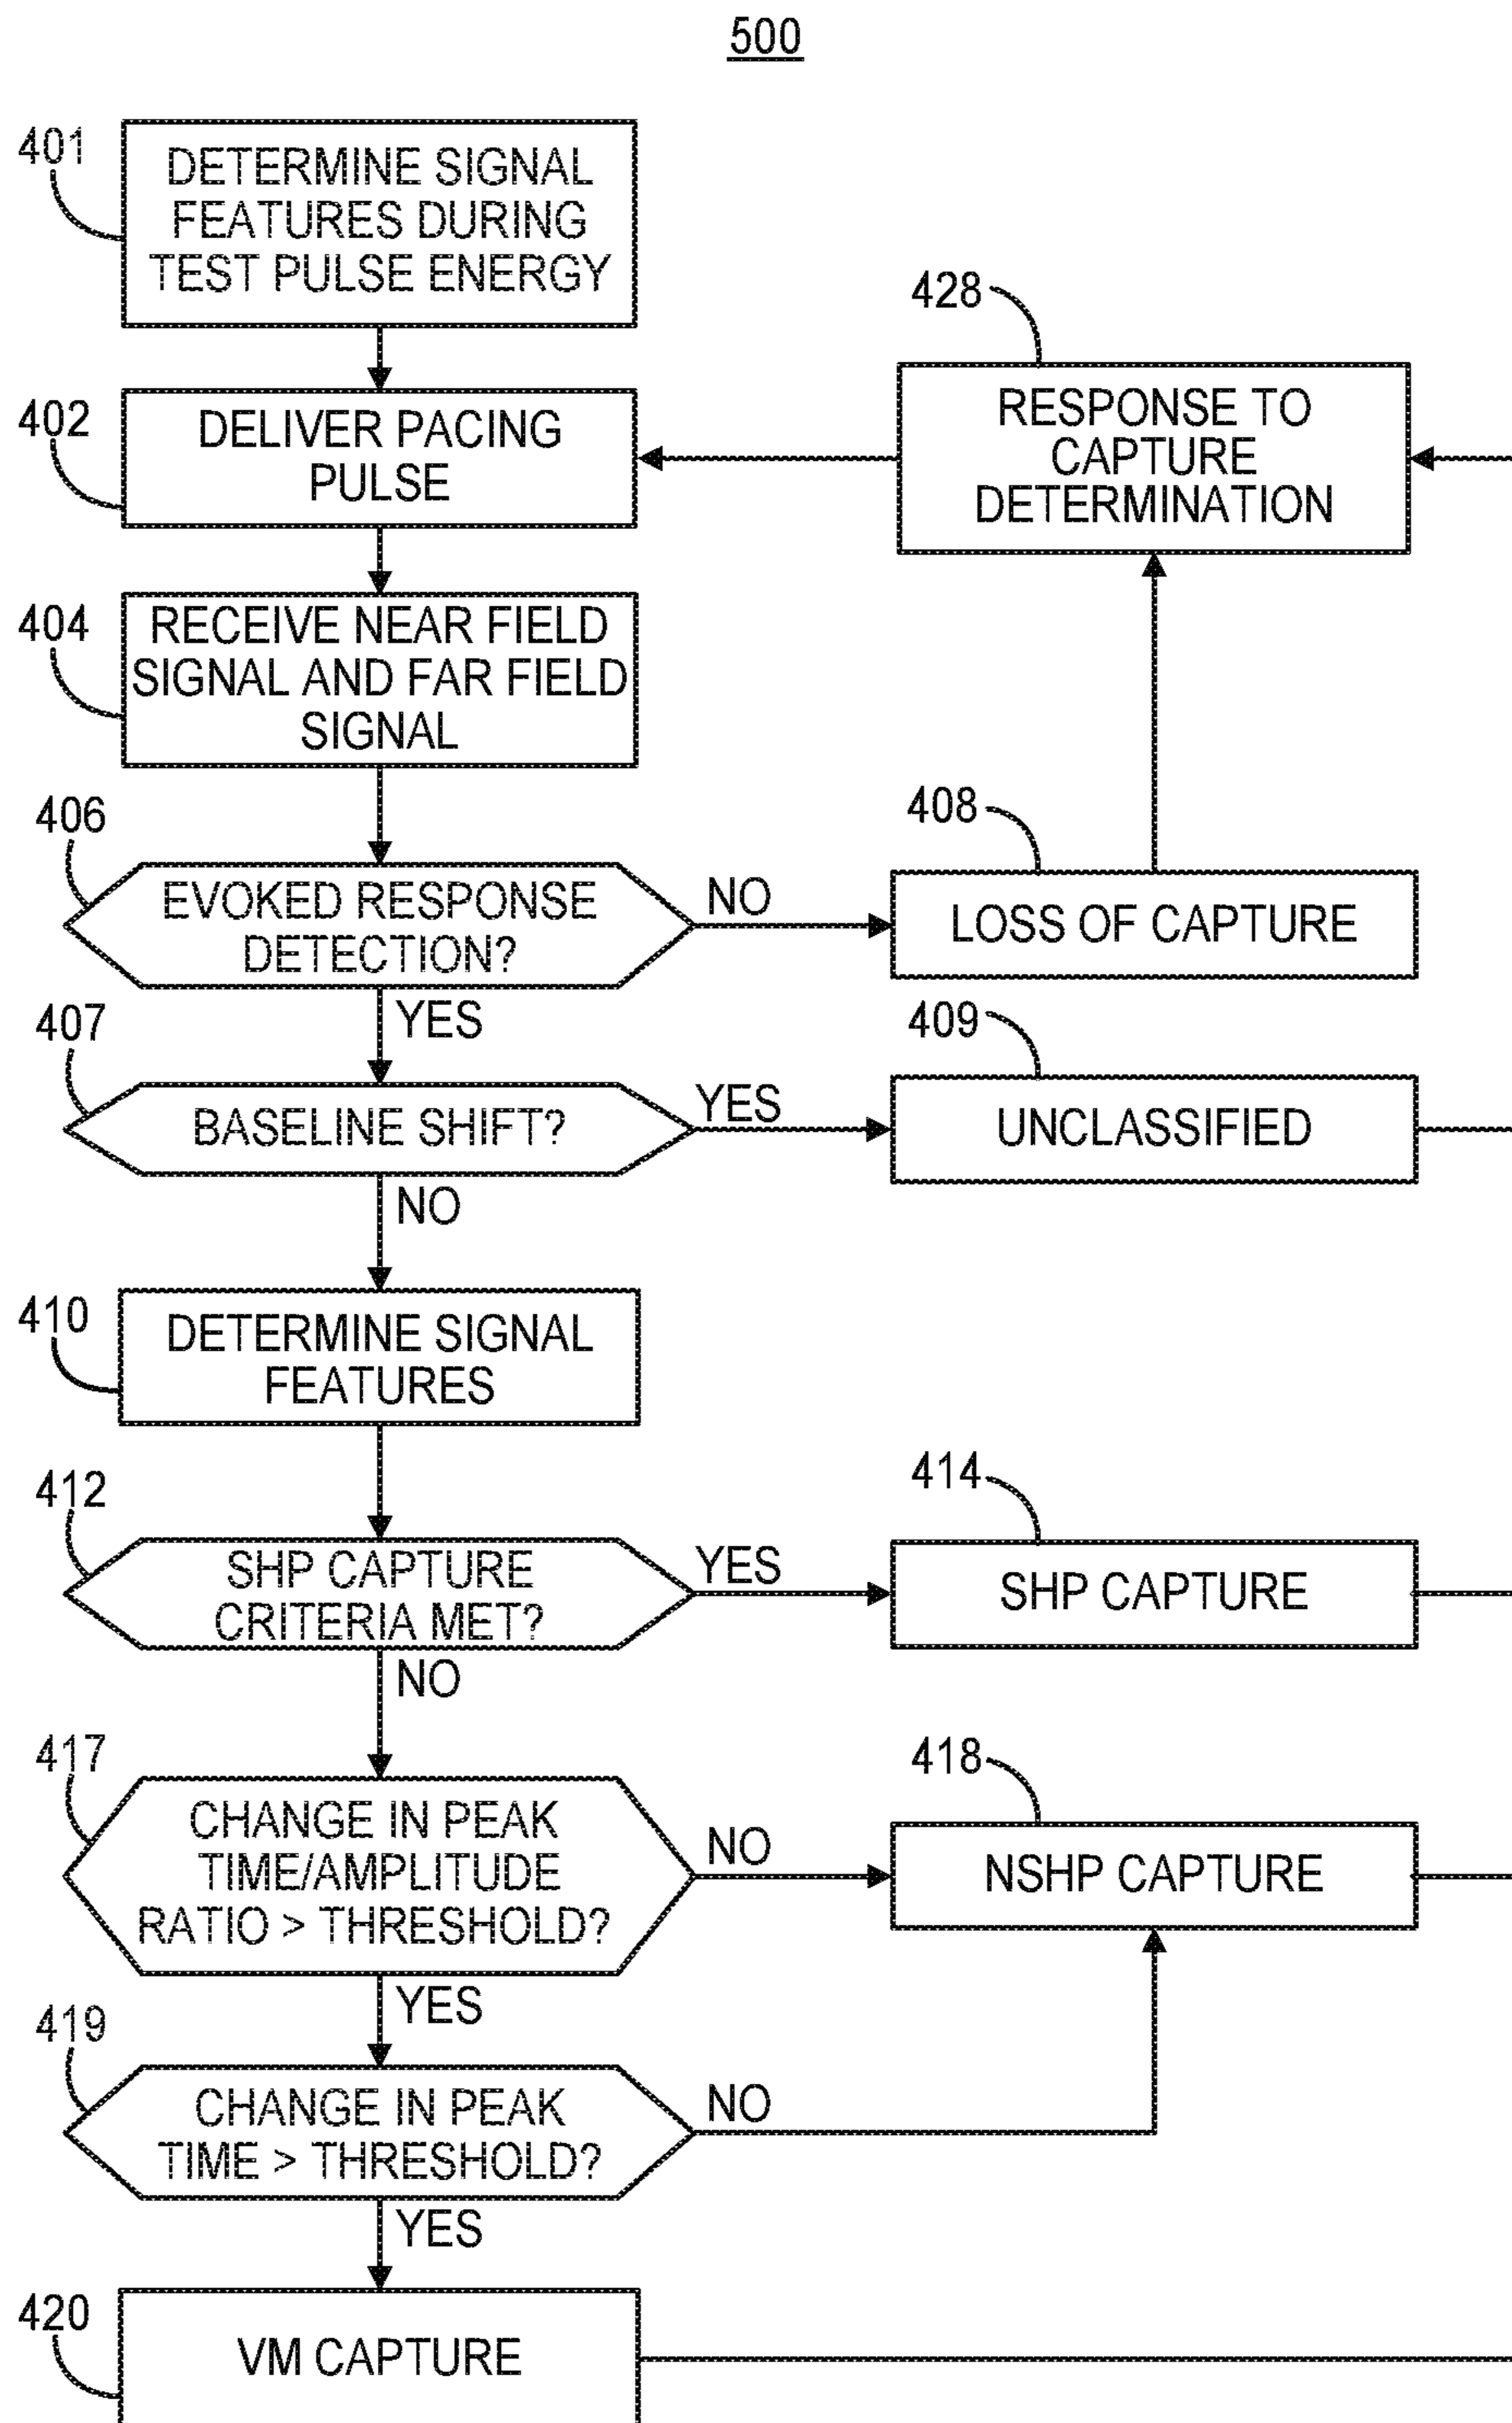 500
401
DETERMINE SIGNAL
FEATURES DURING
TEST PULSE ENERGY
428
RESPONSE TO
CAPTURE
DETERMINATION
402
DELIVER PACING
PULSE
404
RECEIVE NEAR FIELD
SIGNAL AND FAR FIELD
SIGNAL
406
EVOKED RESPONSE
DETECTION?
NO
408
LOSS OF CAPTURE
YES
407
BASELINE SHIFT?
YES
409
UNCLASSIFIED
NO
410
DETERMINE SIGNAL
FEATURES
412
SHP CAPTURE
CRITERIA MET?
YES
414
SHP CAPTURE
NO
417
CHANGE IN PEAK
TIME/AMPLITUDE
RATIO > THRESHOLD?
NO
418
NSHP CAPTURE
YES
419
CHANGE IN PEAK
TIME > THRESHOLD?
NO
YES
420
VM CAPTURE